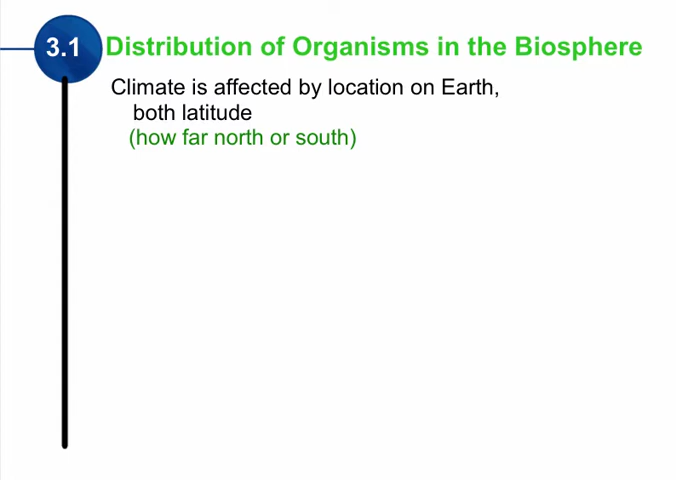 3.1 Distribution of Organisms in the Biosphere
Climate is affected by location on Earth,
both latitude
(how far north or south)